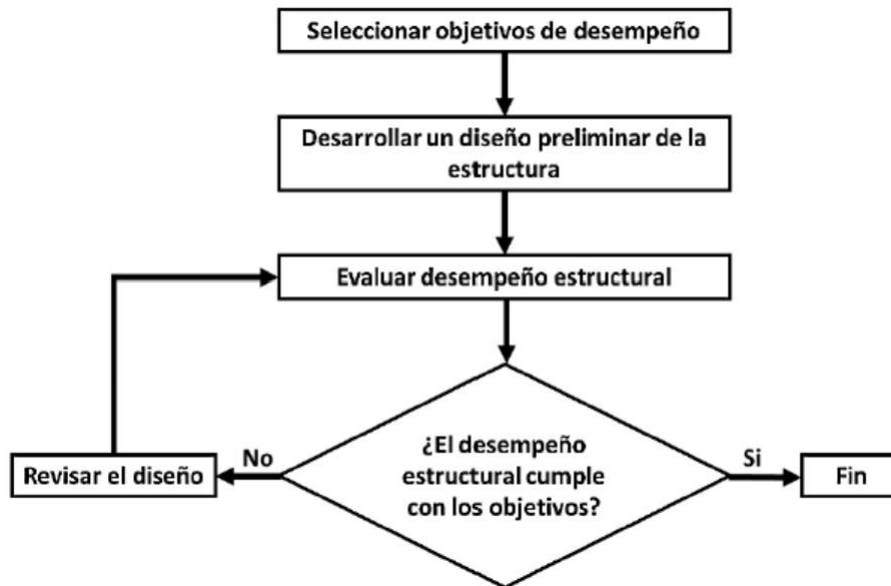 Seleccionar objetivos de desempeño
Desarrollar un diseño preliminar de la
estructura
Evaluar desempeño estructural
¿El desempeño
estructural cumple
con los objetivos?
No
Si
Revisar el diseño
Fin